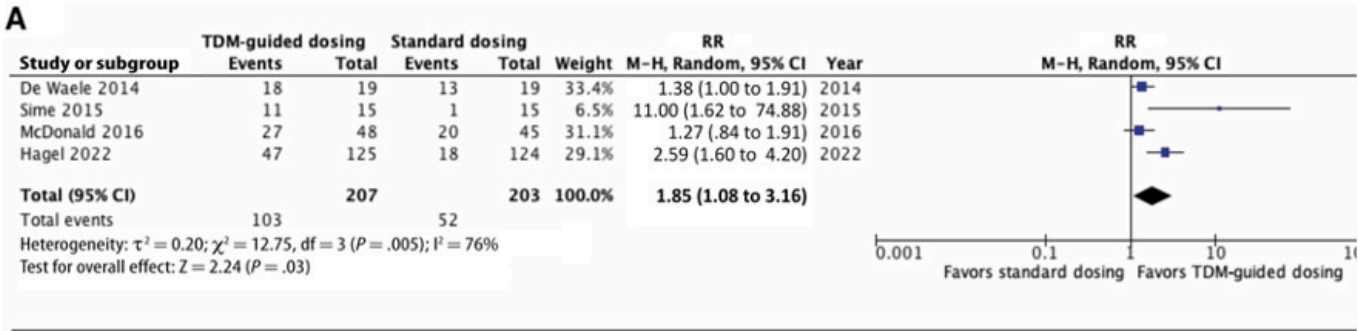 A
TDM-guided dosing Standard dosing RR RR
Study or subgroup Events Total Events Total Weight M-H, Random, 95% CI Year M-H, Random, 95% CI
De Waele 2014 18 19 13 19 33.4% 1.38 (1.00 to 1.91) 2014
Sime 2015 11 15 1 15 6.5% 11.00 (1.62 to 74.88) 2015
McDonald 2016 27 48 20 45 31.1% 1.27 (.84 to 1.91) 2016
Hagel 2022 47 125 18 124 29.1% 2.59 (1.60 to 4.20) 2022
Total (95% CI) 207 203 100.0% 1.85 (1.08 to 3.16)
Total events 103 52
Heterogeneity: τ² = 0.20; χ² = 12.75, df = 3 (P = .005); I² = 76%
Test for overall effect: Z = 2.24 (P = .03)
0.001 0.1 1 10
Favors standard dosing Favors TDM-guided dosing